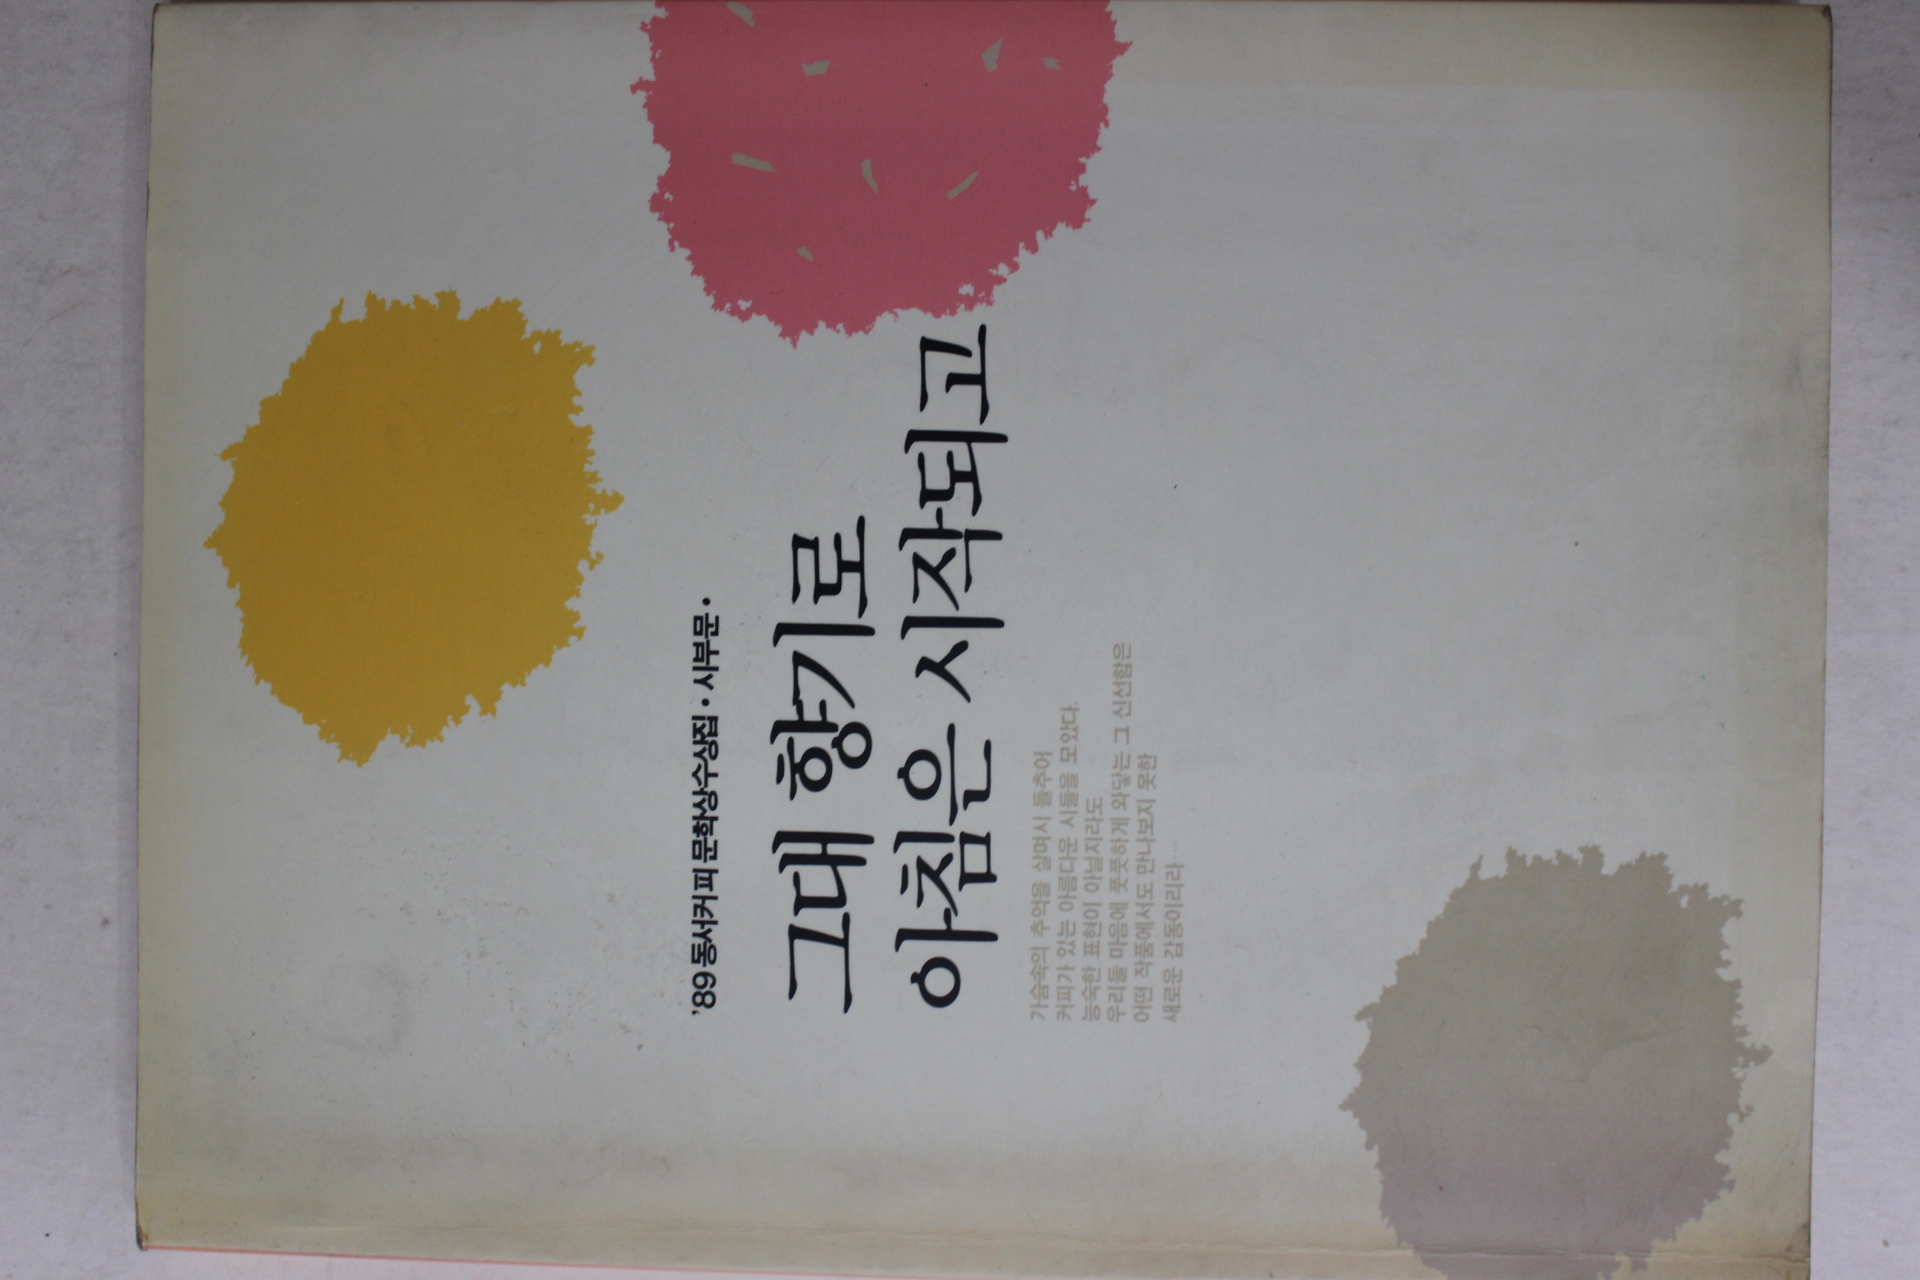 '89 동서커피 문학상수상집 • 시부문 •
그대 향기로
아침은 시작되고
가슴속의 추억을 살며시 들추어
커피가 있는 아름다운 시들을 모았다.
능숙한 표현이 아닐지라도
우리들 마음에 풋풋하게 와닿는 그 신선함은
어떤 작품에서도 만나보지 못한
새로운 감동이리라…